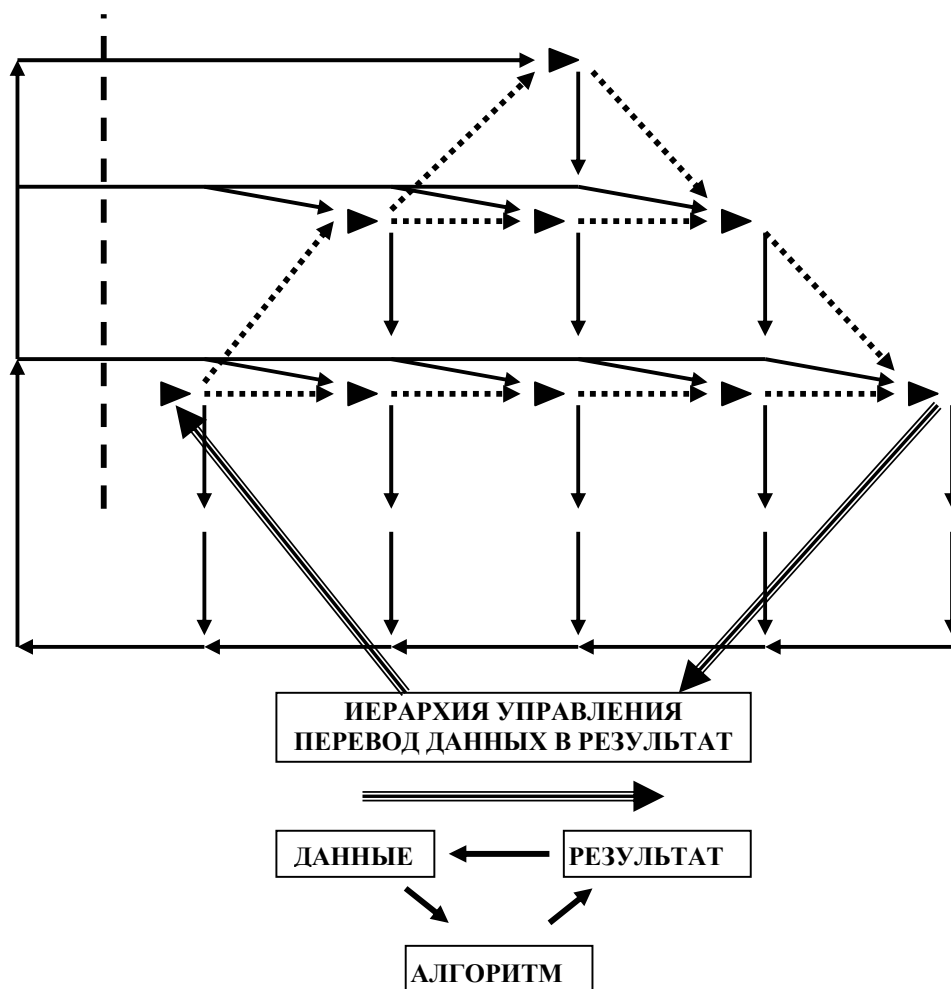 ИЕРАРХИЯ УПРАВЛЕНИЯ
ПЕРЕВОД ДАННЫХ В РЕЗУЛЬТАТ
ДАННЫЕ
РЕЗУЛЬТАТ
АЛГОРИТМ